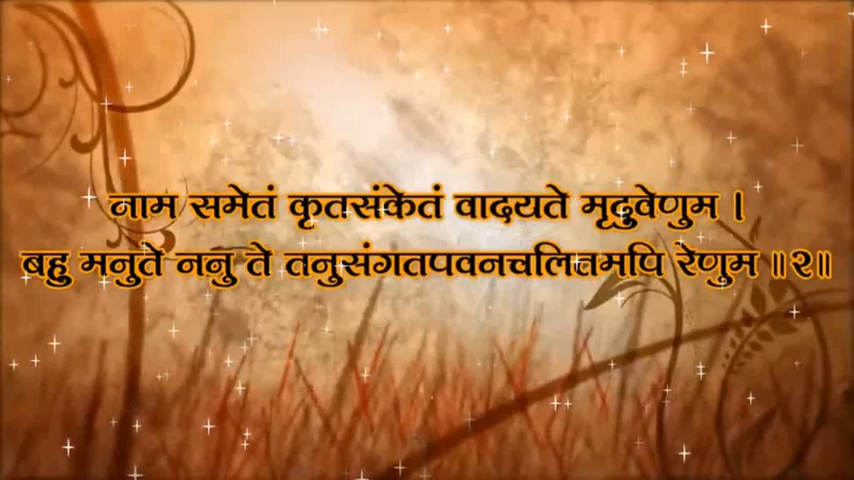 नाम समेतं कृतसंकेतं वादयते मृदुवेणुम ।
बहु मनुते ननु ते तनुसंगतपवनचलितमपि रेणुम ॥२॥